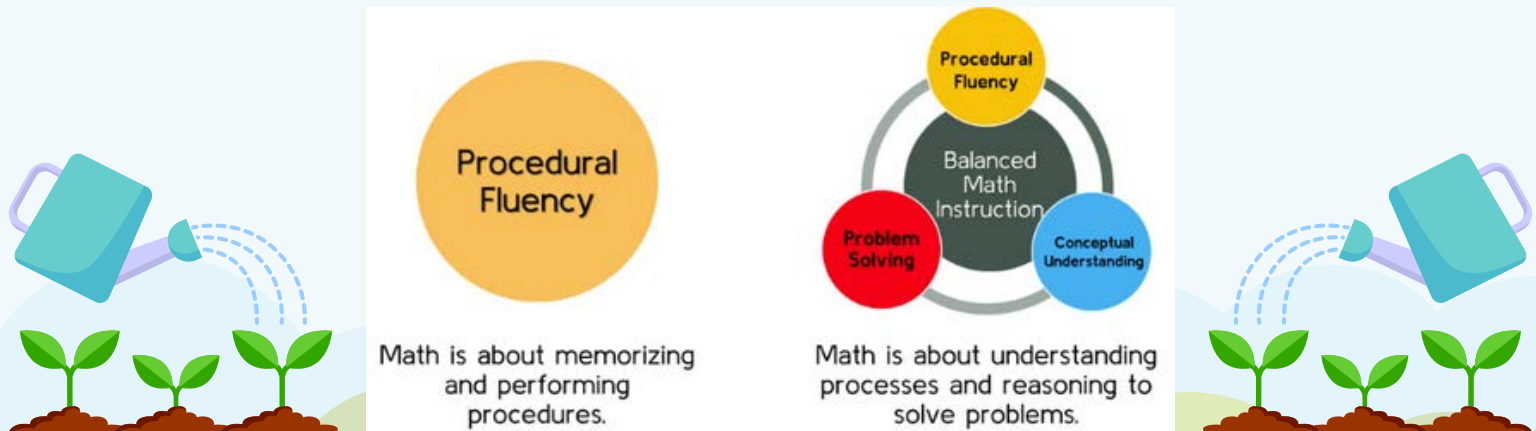 Procedural
Fluency
Math is about memorizing
and performing
procedures.
Procedural
Fluency
Balanced
Math
Instruction
Problem
Solving
Conceptual
Understanding
Math is about understanding
processes and reasoning to
solve problems.